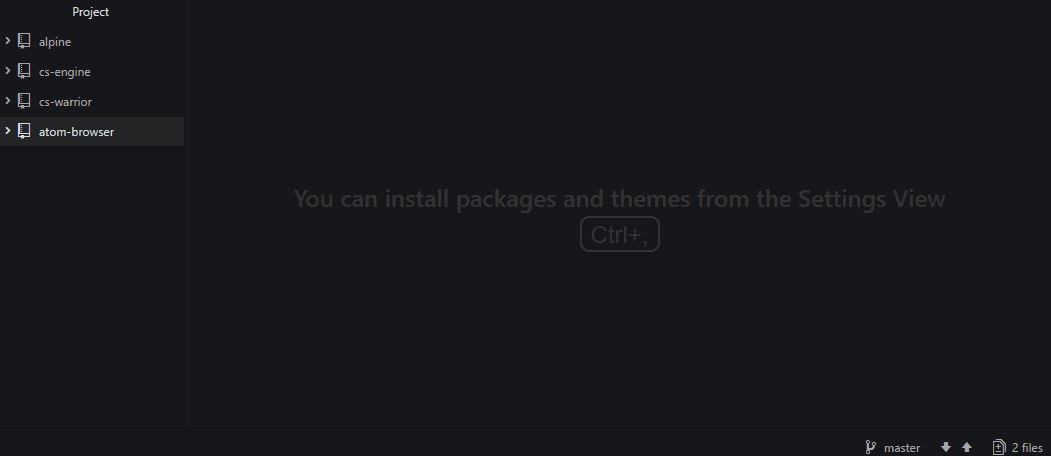 Project
alpine
cs-engine
cs-warrior
atom-browser
You can install packages and themes from the Settings View
Ctrl+,
master
2 files